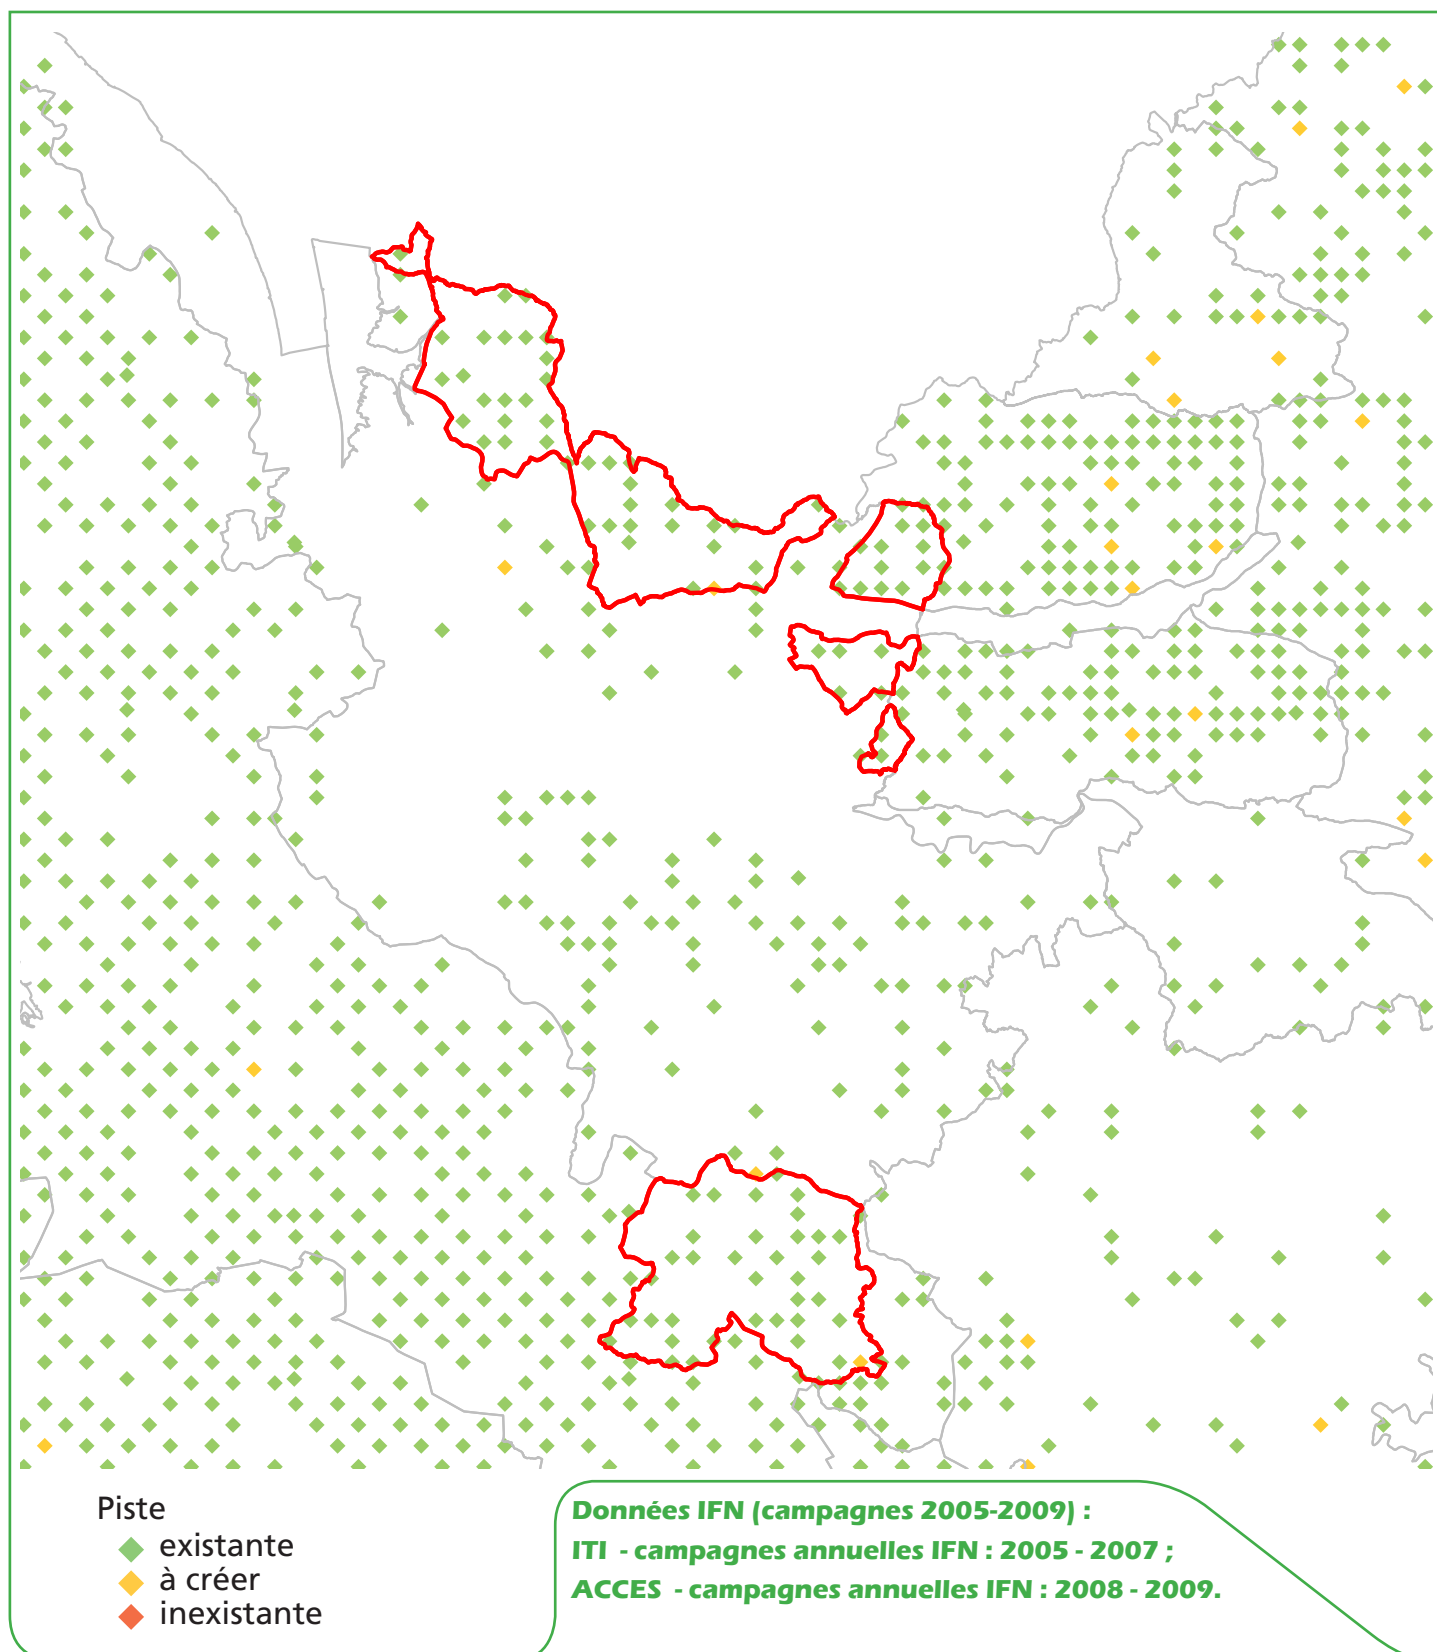 Piste
existante
à créer
inexistante
Données IFN (campagnes 2005-2009) :
ITI - campagnes annuelles IFN : 2005 - 2007 ;
ACCES - campagnes annuelles IFN : 2008 - 2009.